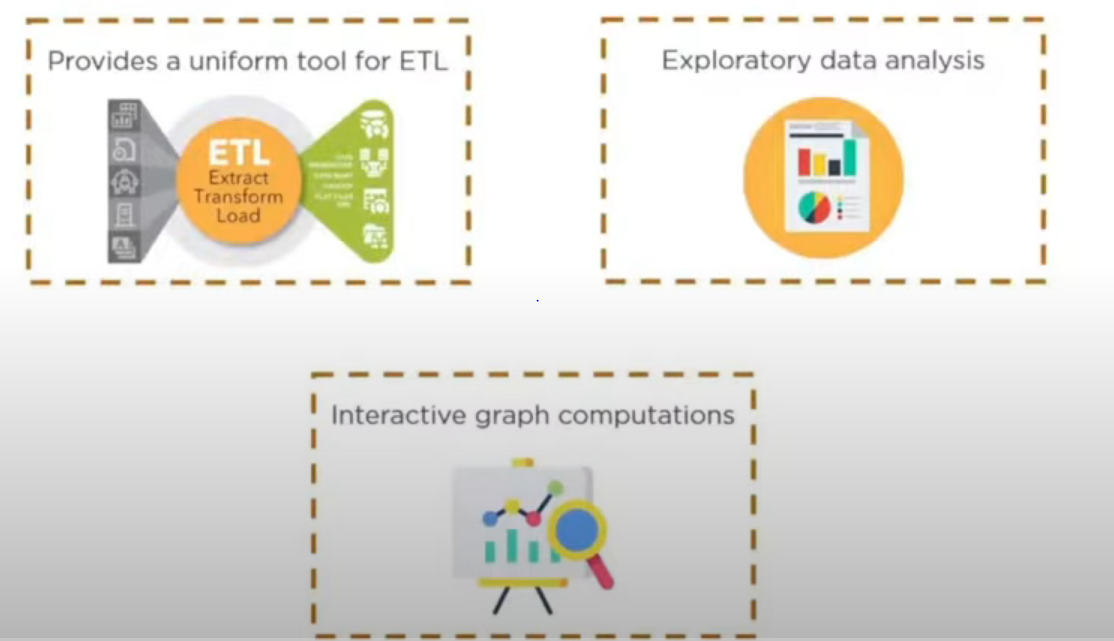 Provides a uniform tool for ETL
ETL
Extract
Transform
Load
Exploratory data analysis
Interactive graph computations